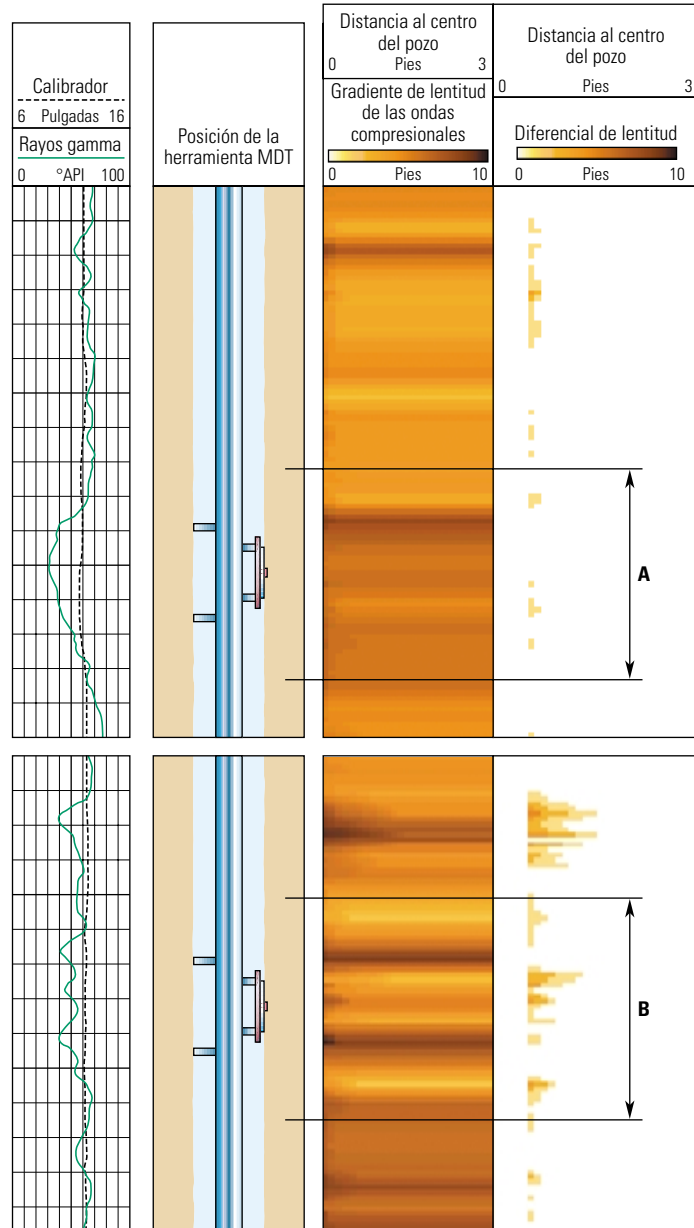 Calibrador
6 Pulgadas 16
Rayos gamma
0 °API 100
Posición de la
herramienta MDT
Distancia al centro
del pozo
0 Pies 3
Gradiente de lentitud
de las ondas
compresionales
0 Pies 10
Distancia al centro
del pozo
0 Pies 3
Diferencial de lentitud
0 Pies 10
A
B